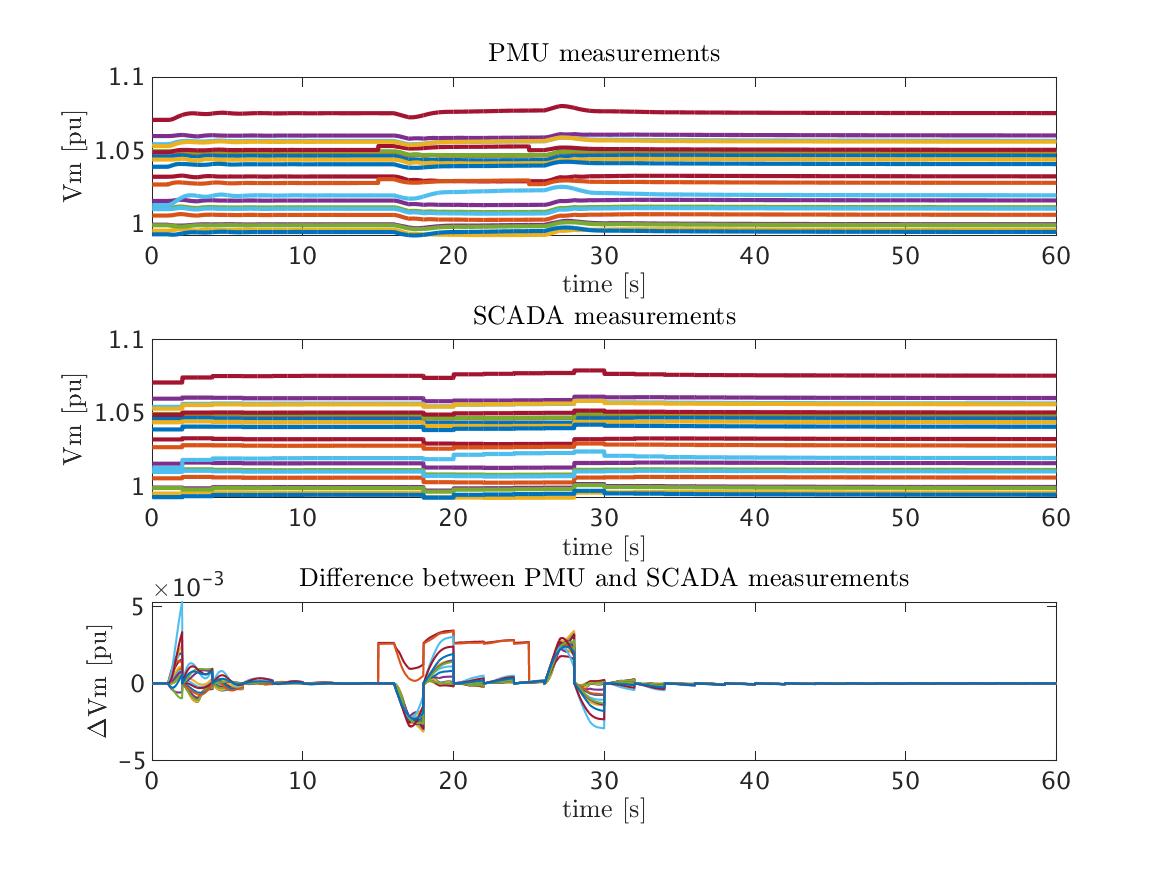 PMU measurements
1.1
1.05
1
Vm [pu]
0 10 20 30 40 50 60
time [s]
SCADA measurements
1.1
1.05
1
Vm [pu]
0 10 20 30 40 50 60
time [s]
Difference between PMU and SCADA measurements
×10⁻³
5
0
-5
ΔVm [pu]
0 10 20 30 40 50 60
time [s]